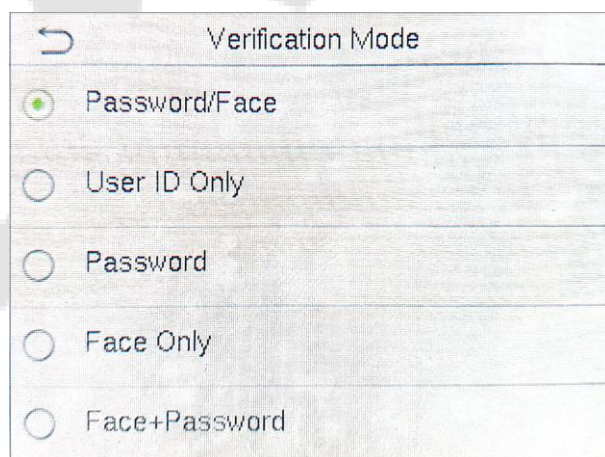 Verification Mode
Password/Face
User ID Only
Password
Face Only
Face+Password